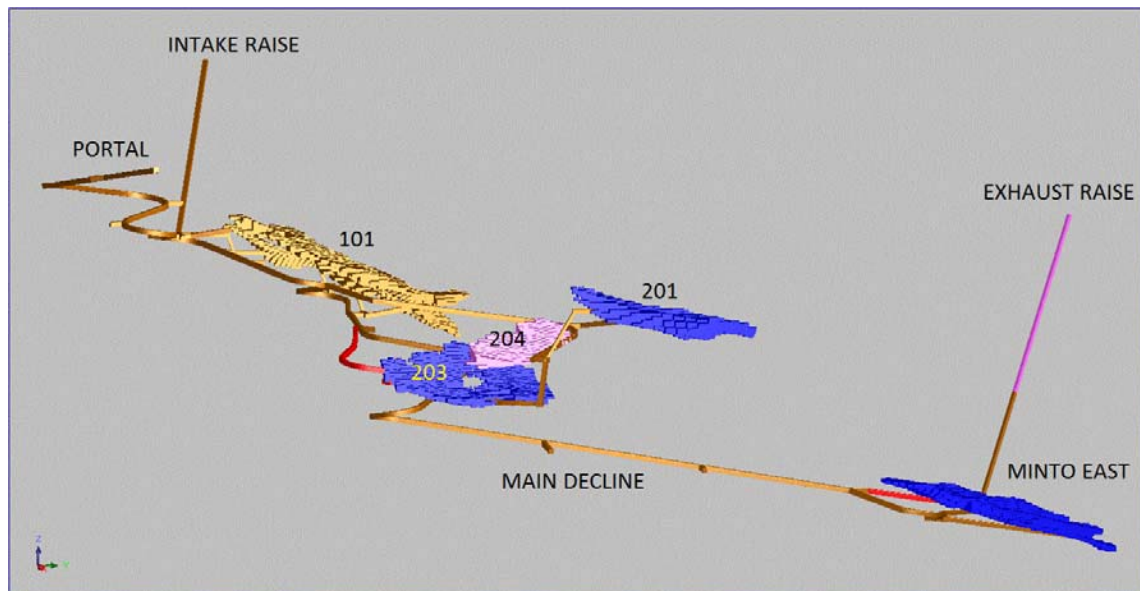 INTAKE RAISE
PORTAL
EXHAUST RAISE
101
201
204
203
MINTO EAST
MAIN DECLINE
Z
Y